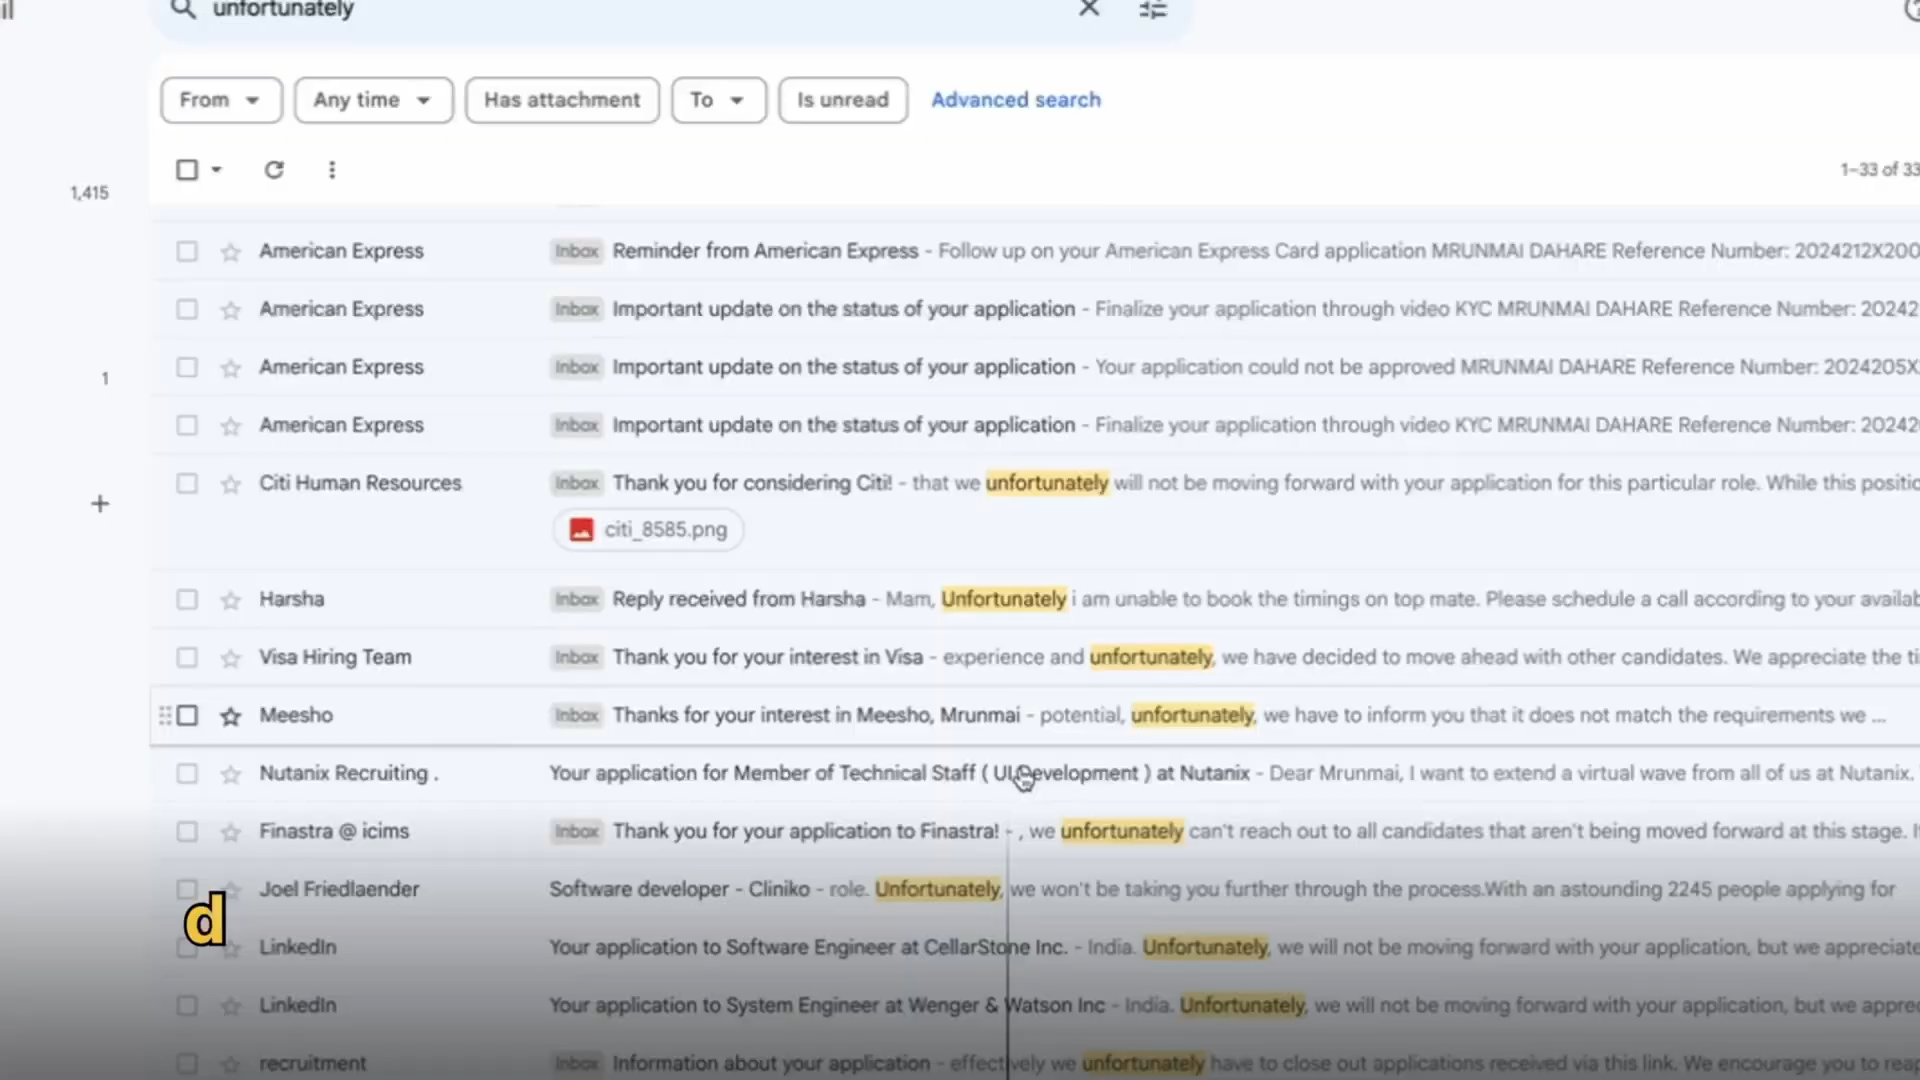 il
unfortunately
From
Any time
Has attachment
To
Is unread
Advanced search
1–33 of 33
1,415
American Express Inbox Reminder from American Express - Follow up on your American Express Card application MRUNMAI DAHARE Reference Number: 2024212X200
American Express Inbox Important update on the status of your application - Finalize your application through video KYC MRUNMAI DAHARE Reference Number: 20242
1
American Express Inbox Important update on the status of your application - Your application could not be approved MRUNMAI DAHARE Reference Number: 2024205X
American Express Inbox Important update on the status of your application - Finalize your application through video KYC MRUNMAI DAHARE Reference Number: 20242
Citi Human Resources Inbox Thank you for considering Citi! - that we unfortunately will not be moving forward with your application for this particular role. While this positio
citi_8585.png
Harsha Inbox Reply received from Harsha - Mam, Unfortunately i am unable to book the timings on top mate. Please schedule a call according to your availab
Visa Hiring Team Inbox Thank you for your interest in Visa - experience and unfortunately, we have decided to move ahead with other candidates. We appreciate the ti
Meesho Inbox Thanks for your interest in Meesho, Mrunmai - potential, unfortunately, we have to inform you that it does not match the requirements we ...
Nutanix Recruiting . Your application for Member of Technical Staff ( UI Development ) at Nutanix - Dear Mrunmai, I want to extend a virtual wave from all of us at Nutanix.
Finastra @ icims Inbox Thank you for your application to Finastra! - , we unfortunately can't reach out to all candidates that aren't being moved forward at this stage. I
Joel Friedlaender Software developer - Cliniko - role. Unfortunately, we won't be taking you further through the process.With an astounding 2245 people applying for
d
LinkedIn Your application to Software Engineer at CellarStone Inc. - India. Unfortunately, we will not be moving forward with your application, but we appreciate
LinkedIn Your application to System Engineer at Wenger & Watson Inc - India. Unfortunately, we will not be moving forward with your application, but we appre
recruitment Inbox Information about your application - effectively we unfortunately have to close out applications received via this link. We encourage you to rea